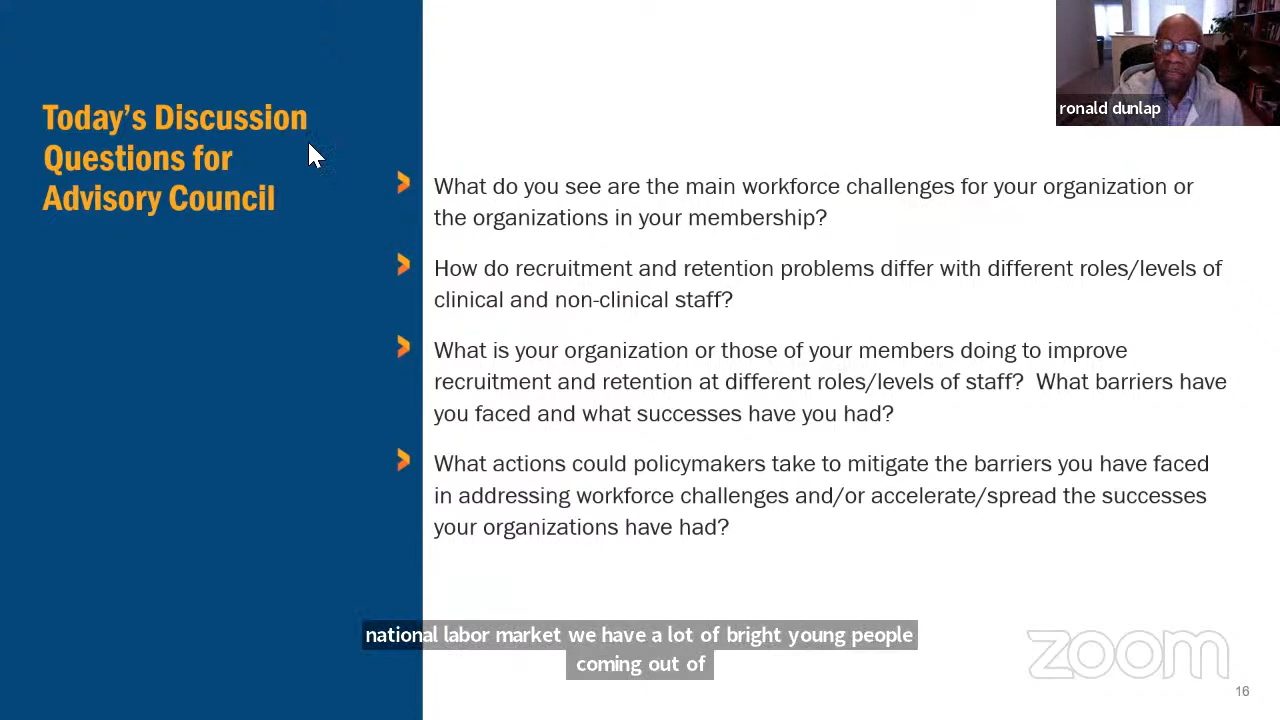 Today's Discussion
Questions for
Advisory Council
ronald dunlap
What do you see are the main workforce challenges for your organization or
the organizations in your membership?
How do recruitment and retention problems differ with different roles/levels of
clinical and non-clinical staff?
What is your organization or those of your members doing to improve
recruitment and retention at different roles/levels of staff?  What barriers have
you faced and what successes have you had?
What actions could policymakers take to mitigate the barriers you have faced
in addressing workforce challenges and/or accelerate/spread the successes
your organizations have had?
national labor market we have a lot of bright young people
coming out of
zoom
16